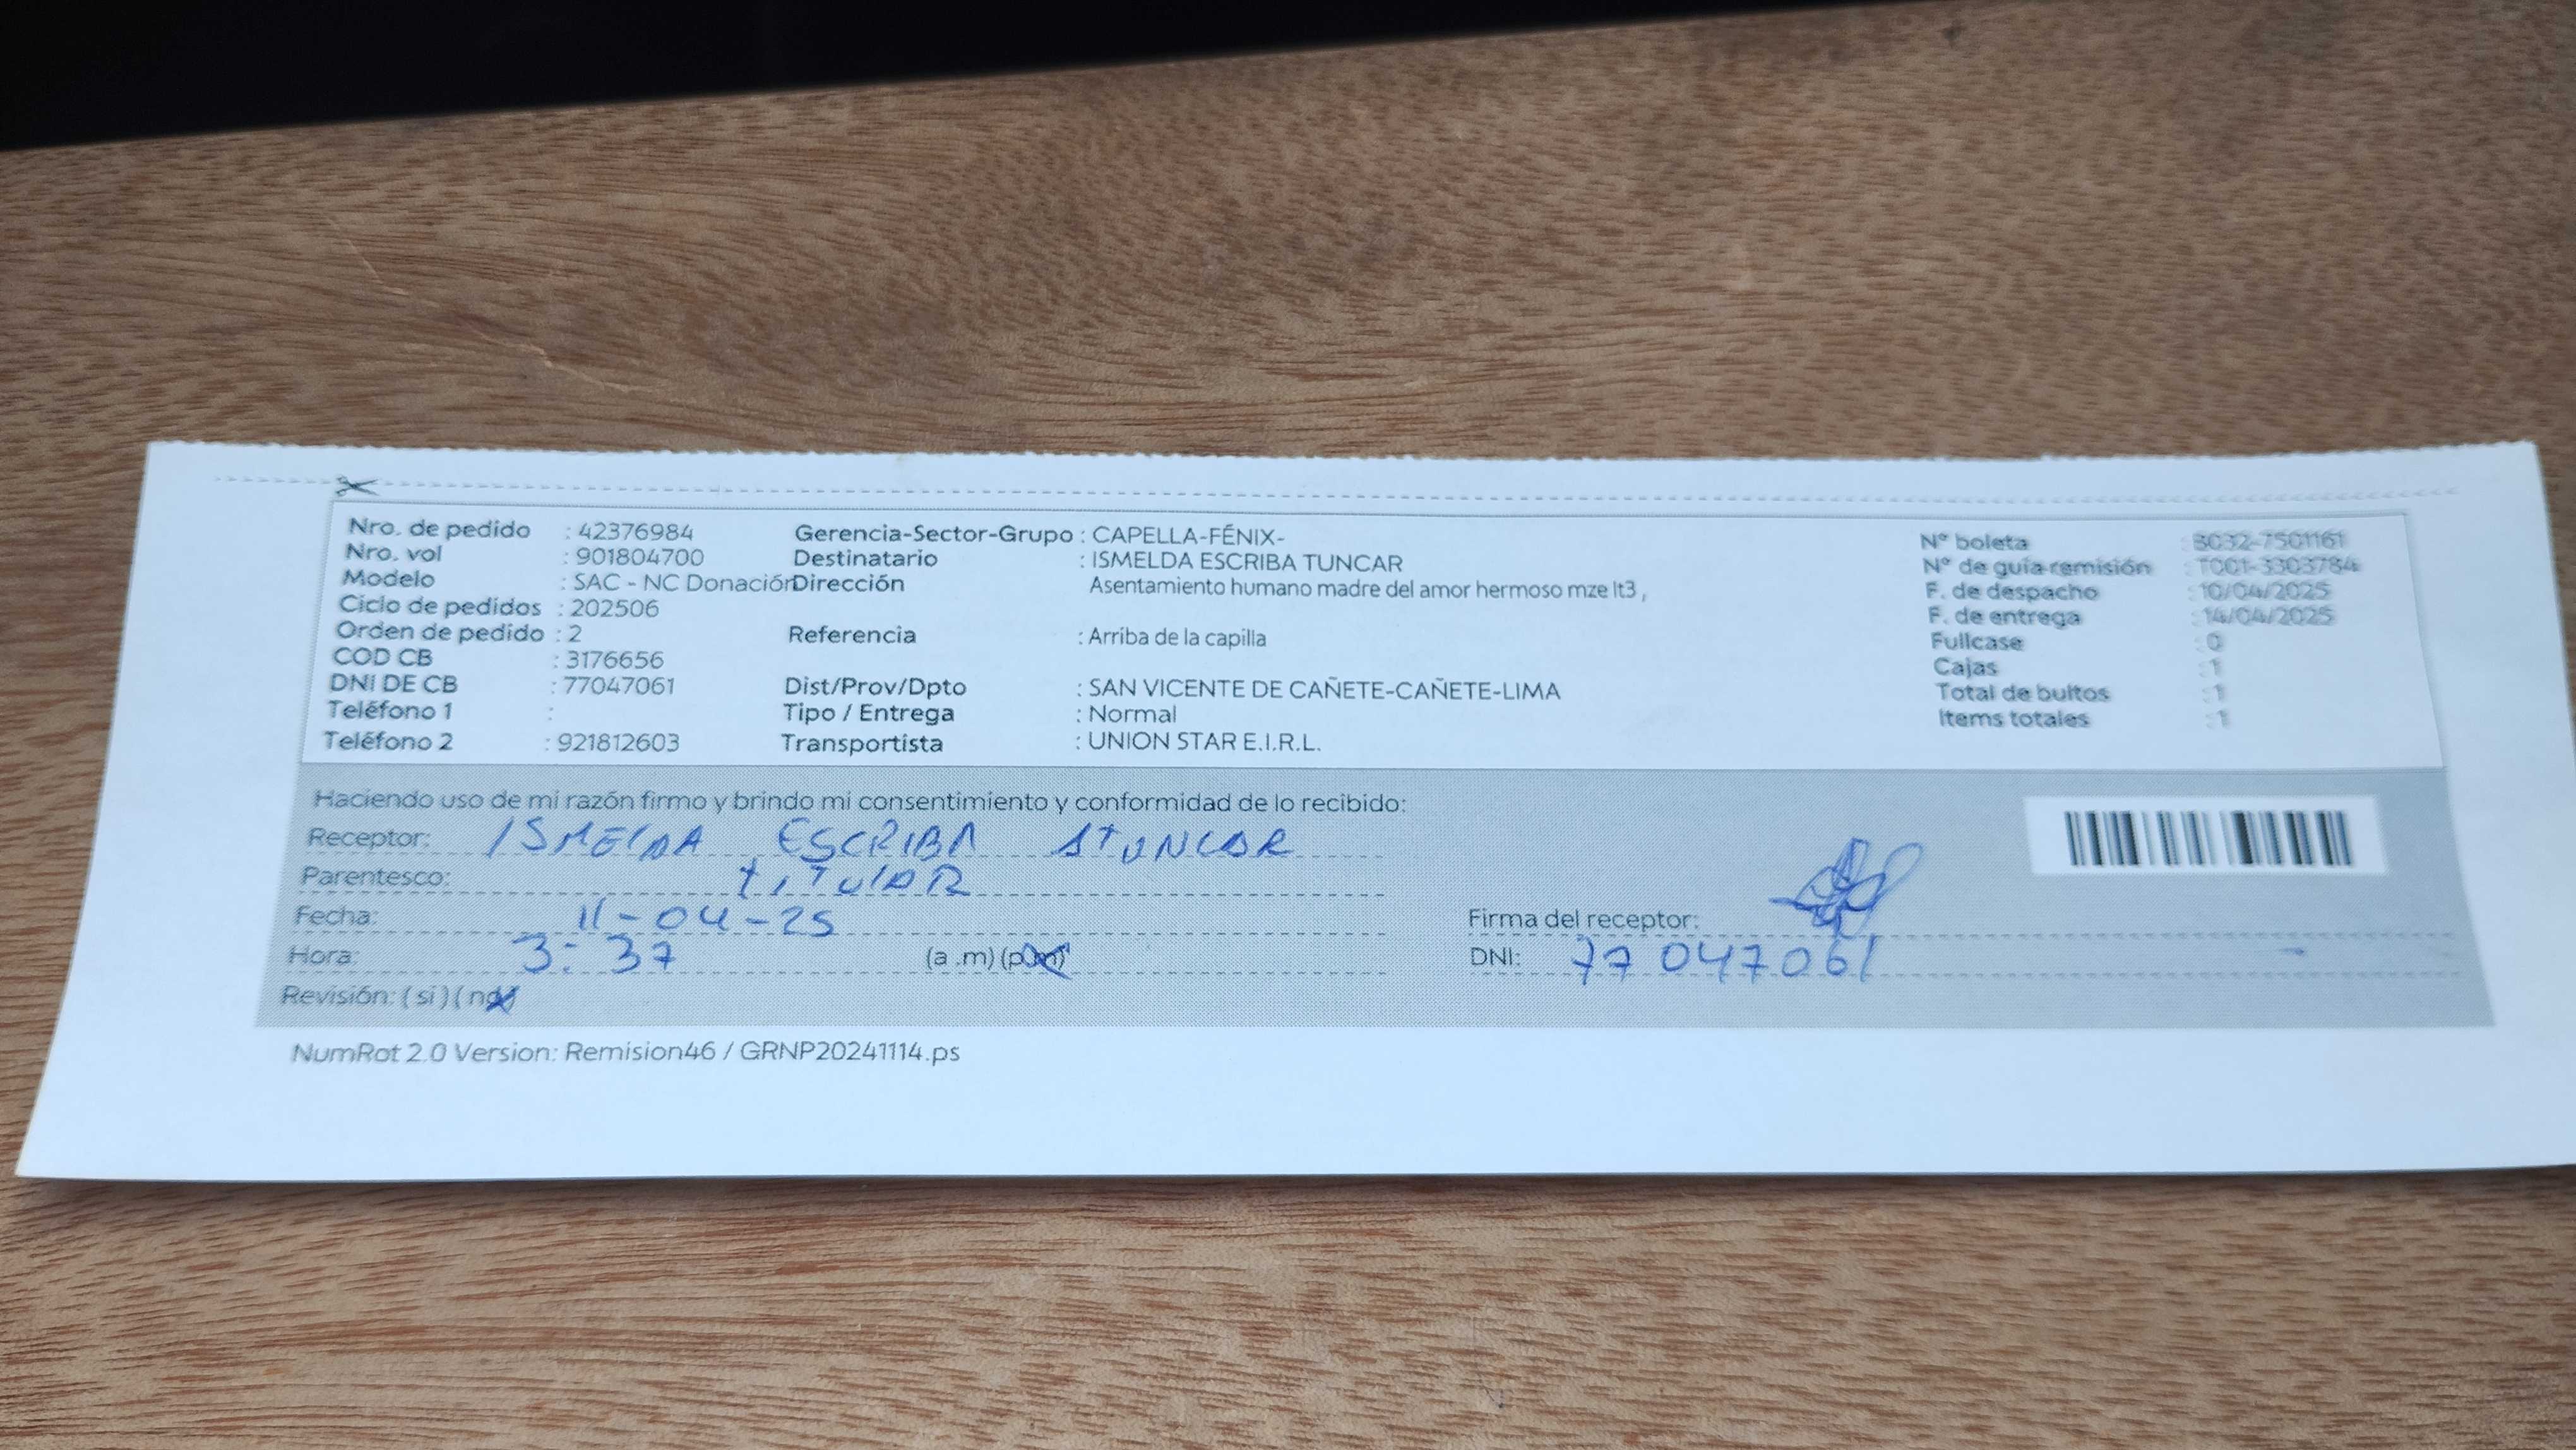 Nro. de pedido : 42376984 Gerencia-Sector-Grupo : CAPELLA-FÉNIX- N° boleta : B032-7501161
Nro. vol : 901804700 Destinatario : ISMELDA ESCRIBA TUNCAR N° de guía remisión : T001-3303784
Modelo : SAC - NC Donación Dirección Asentamiento humano madre del amor hermoso mze lt3 , F. de despacho : 10/04/2025
Ciclo de pedidos : 202506 F. de entrega : 14/04/2025
Orden de pedido : 2 Referencia : Arriba de la capilla Fullcase : 0
COD CB : 3176656 Cajas : 1
DNI DE CB : 77047061 Dist/Prov/Dpto : SAN VICENTE DE CAÑETE-CAÑETE-LIMA Total de bultos : 1
Teléfono 1 : Tipo / Entrega : Normal Items totales : 1
Teléfono 2 : 921812603 Transportista : UNION STAR E.I.R.L.
Haciendo uso de mi razón firmo y brindo mi consentimiento y conformidad de lo recibido:
Receptor: ISMELDA ESCRIBA ATUNCAR
Parentesco: TITULAR
Fecha: 11-04-25 Firma del receptor:
Hora: 3:37 (a .m) (p.m) DNI: 77047061
Revisión: ( si ) ( no )
NumRot 2.0 Version: Remision46 / GRNP20241114.ps